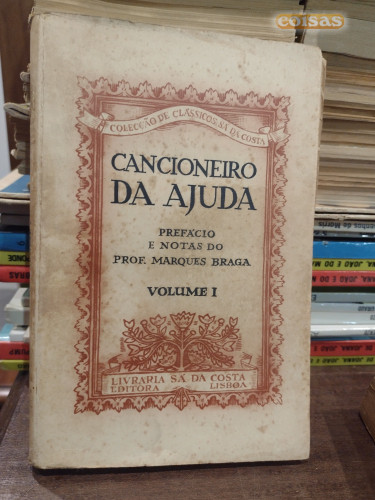 coisas
COLECÇÃO DE CLÁSSICOS SÁ DA COSTA
CANCIONEIRO
DA AJUDA
PREFÁCIO
E NOTAS DO
PROF. MARQUES BRAGA
VOLUME I
LIVRARIA SÁ DA COSTA
EDITORA LISBOA